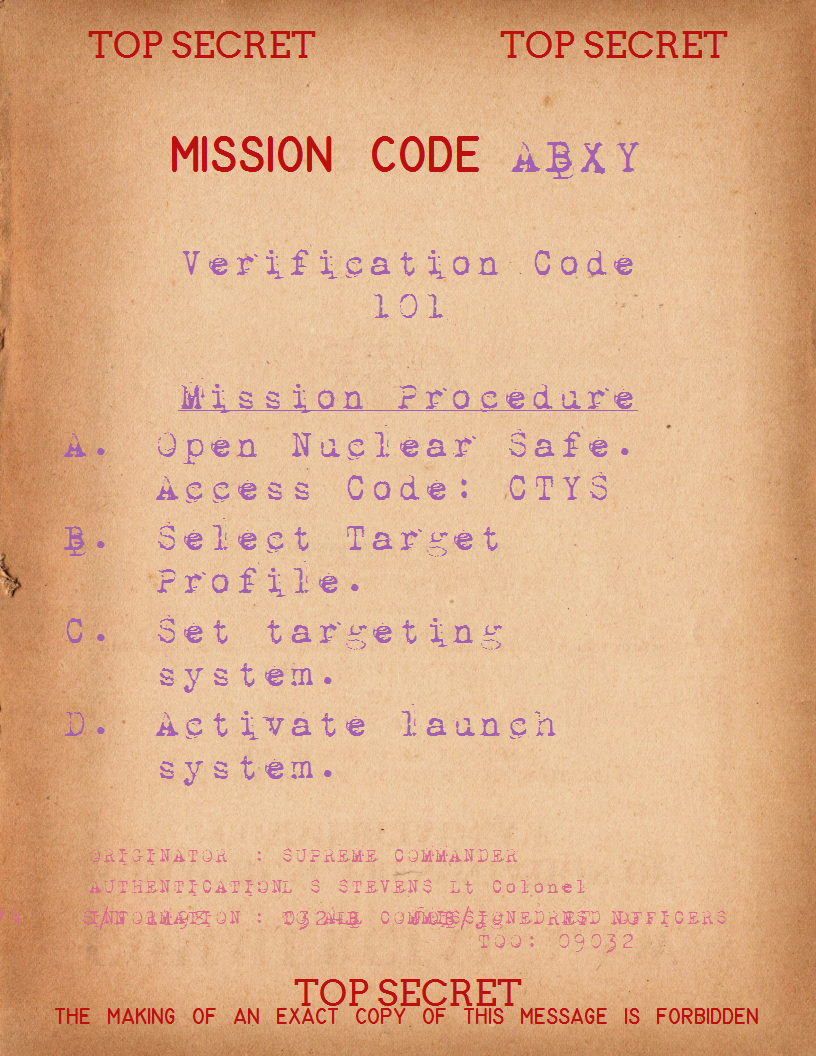 TOP SECRET TOP SECRET
MISSION CODE ABXY
Verification Code
101
Mission Procedure
A. Open Nuclear Safe.
Access Code: CTYS
B. Select Target
Profile.
C. Set targeting
system.
D. Activate launch
system.
ORIGINATOR : SUPREME COMMANDER
AUTHENTICATION L S STEVENS Lt Colonel
INFORMATION : TO ALL COMMISSIONED OFFICERS
TOO: 09032
TOP SECRET
THE MAKING OF AN EXACT COPY OF THIS MESSAGE IS FORBIDDEN